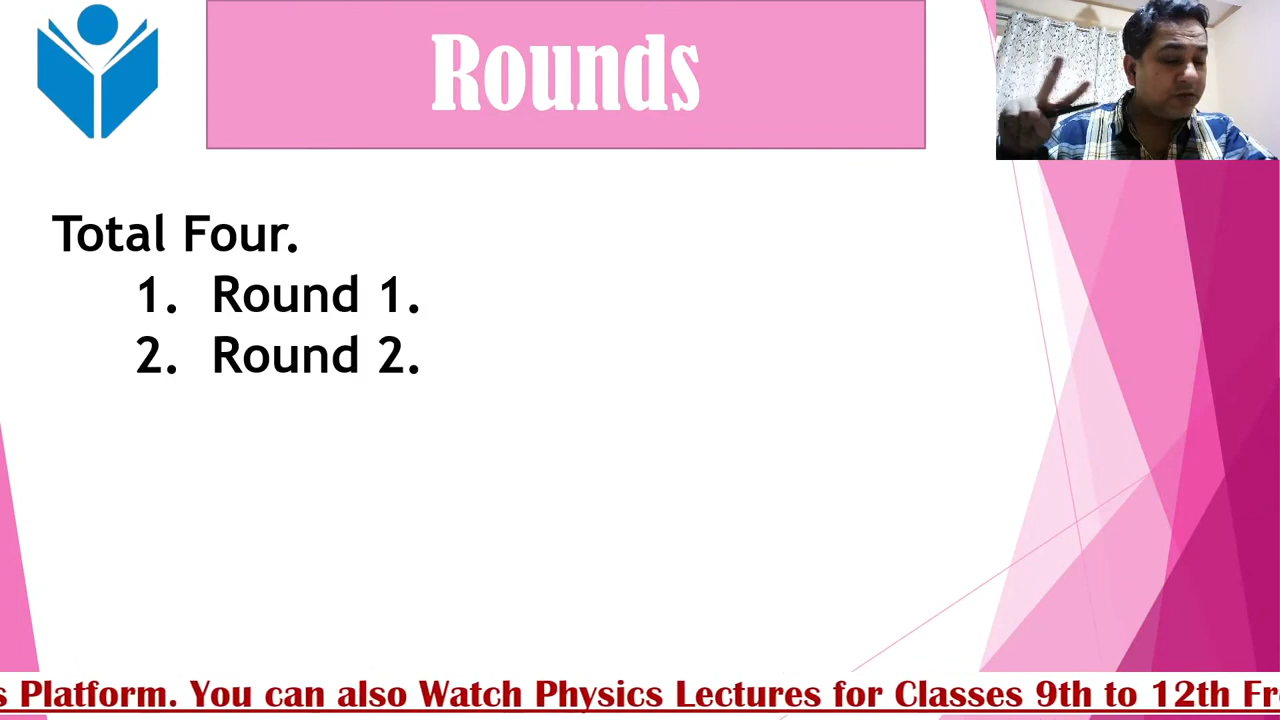 Rounds
Total Four.
1. Round 1.
2. Round 2.
Platform. You can also Watch Physics Lectures for Classes 9th to 12th